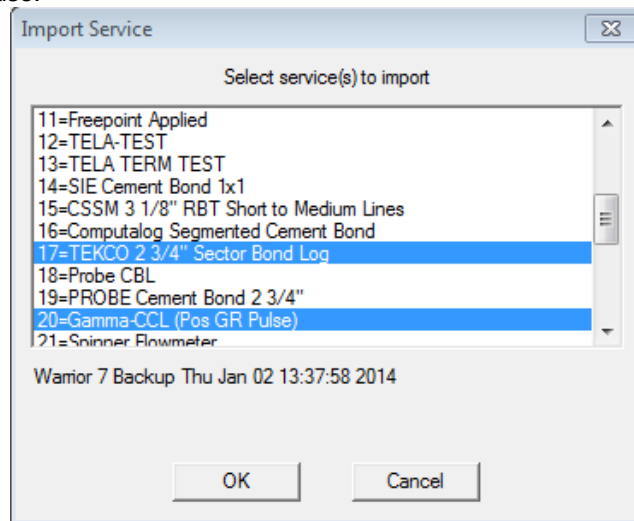 Import Service
Select service(s) to import
11=Freepoint Applied
12=TELA-TEST
13=TELA TERM TEST
14=SIE Cement Bond 1x1
15=CSSM 3 1/8" RBT Short to Medium Lines
16=Computalog Segmented Cement Bond
17=TEKCO 2 3/4" Sector Bond Log
18=Probe CBL
19=PROBE Cement Bond 2 3/4"
20=Gamma-CCL (Pos GR Pulse)
21=Spinner Flowmeter
Warrior 7 Backup Thu Jan 02 13:37:58 2014
OK Cancel